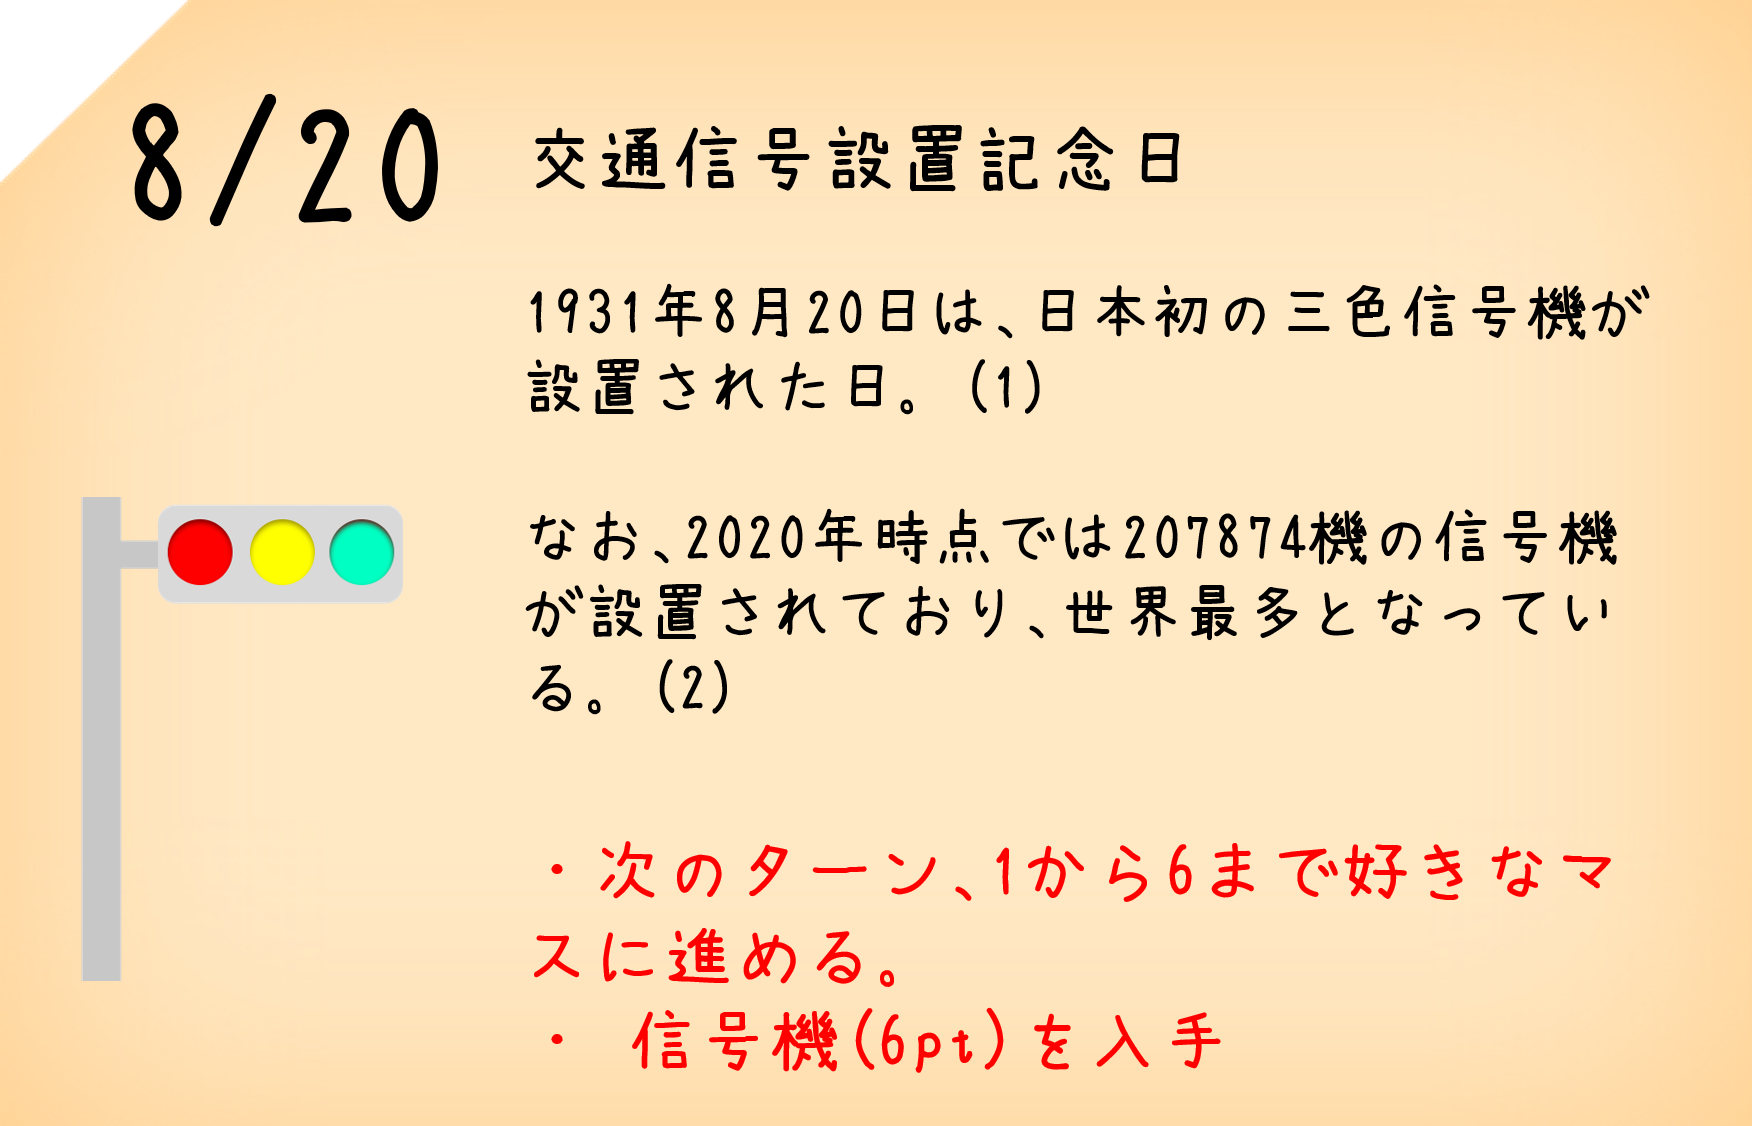 8/20
交通信号設置記念日
1931年8月20日は、日本初の三色信号機が
設置された日。(1)
なお、2020年時点では207874機の信号機
が設置されており、世界最多となってい
る。(2)
・次のターン、1から6まで好きなマ
スに進める。
・ 信号機(6pt)を入手